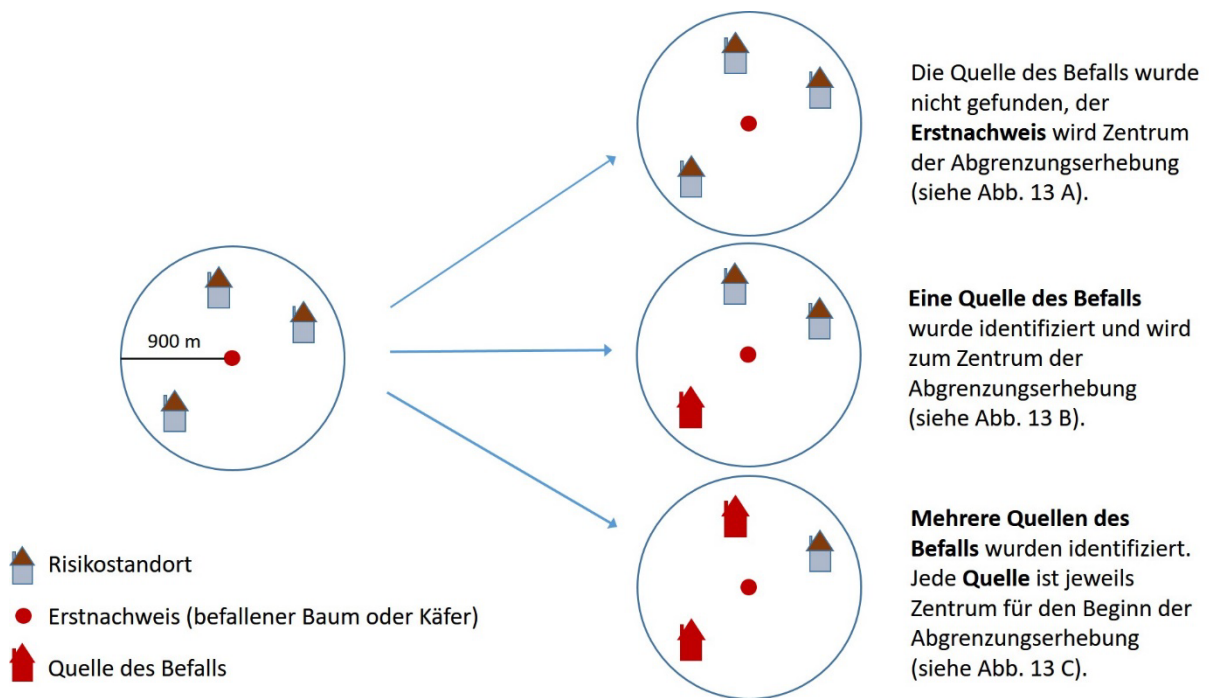 Die Quelle des Befalls wurde
nicht gefunden, der
Erstnachweis wird Zentrum
der Abgrenzungserhebung
(siehe Abb. 13 A).
900 m
Eine Quelle des Befalls
wurde identifiziert und wird
zum Zentrum der
Abgrenzungserhebung
(siehe Abb. 13 B).
Mehrere Quellen des
Befalls wurden identifiziert.
Jede Quelle ist jeweils
Zentrum für den Beginn der
Abgrenzungserhebung
(siehe Abb. 13 C).
Risikostandort
Erstnachweis (befallener Baum oder Käfer)
Quelle des Befalls